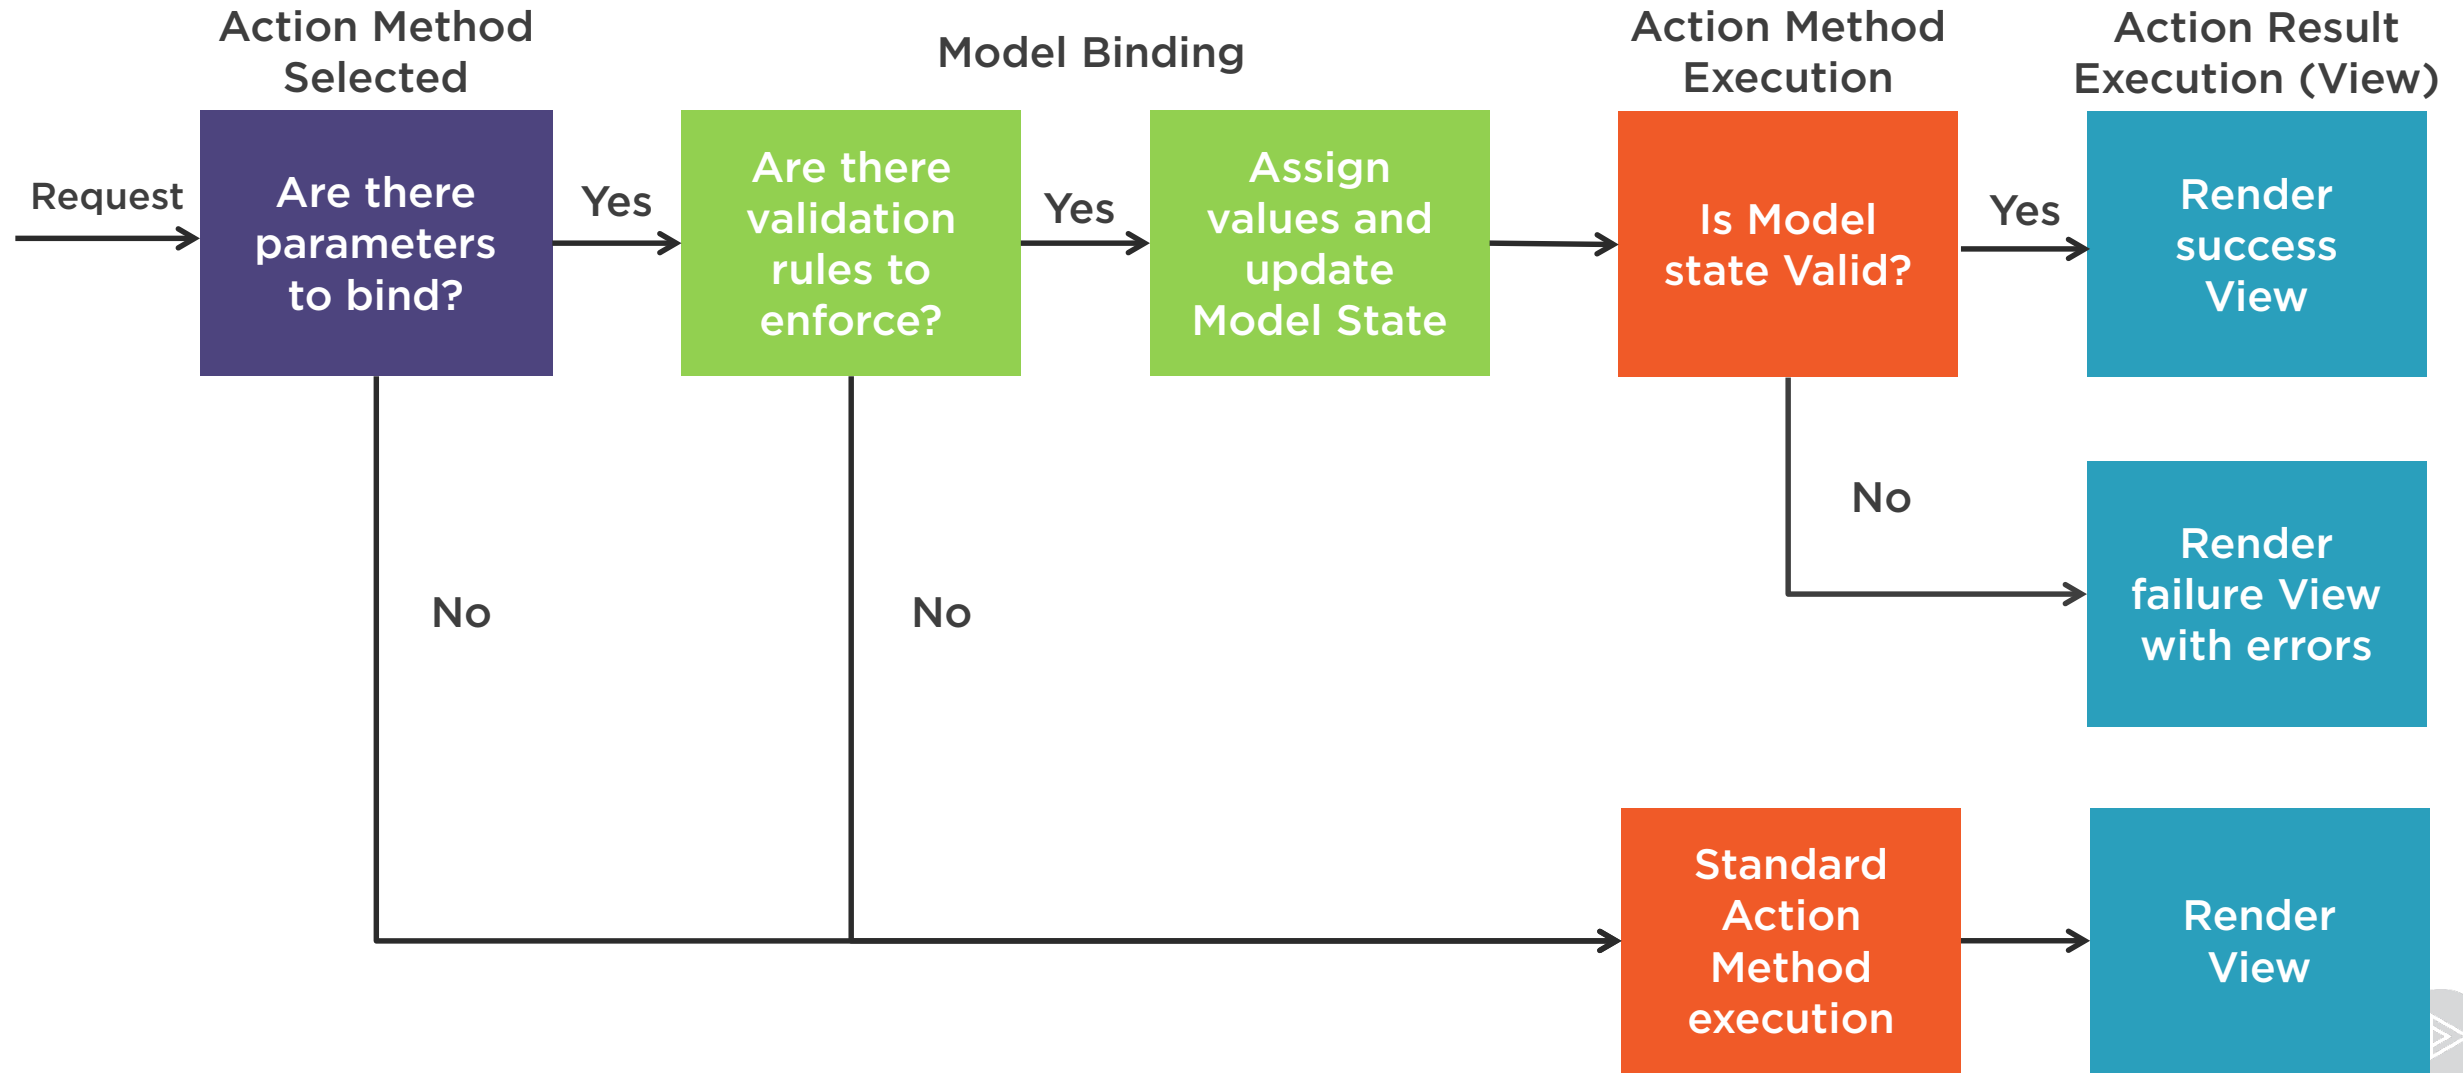 Action Method
Selected
Model Binding
Action Method
Execution
Action Result
Execution (View)
Request
Are there
parameters
to bind?
Yes
Are there
validation
rules to
enforce?
Yes
Assign
values and
update
Model State
Is Model
state Valid?
Yes
Render
success
View
No
Render
failure View
with errors
No
No
Standard
Action
Method
execution
Render
View